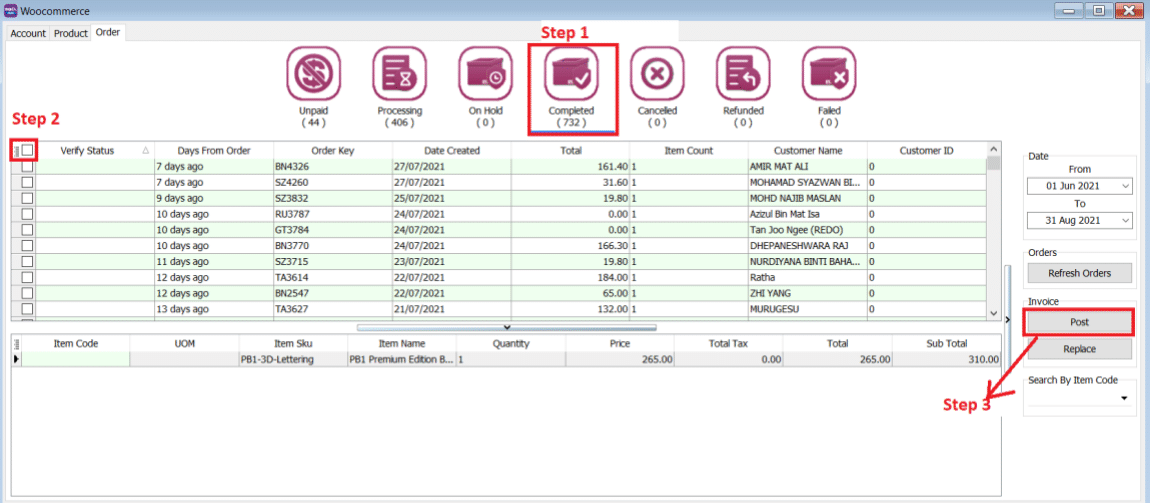 Woocommerce
Account Product Order
Step 1
Unpaid Processing On Hold Completed Cancelled Refunded Failed
( 44 ) ( 406 ) ( 0 ) ( 732 ) ( 0 ) ( 0 ) ( 0 )
Step 2
Verify Status Days From Order Order Key Date Created Total Item Count Customer Name Customer ID
7 days ago BN4326 27/07/2021 161.40 1 AMIR MAT ALI 0
7 days ago SZ4260 27/07/2021 31.60 1 MOHAMAD SYAZWAN BI... 0
9 days ago SZ3832 25/07/2021 19.80 1 MOHD NAJIB MASLAN 0
10 days ago RU3787 24/07/2021 0.00 1 Azizul Bin Mat Isa 0
10 days ago GT3784 24/07/2021 0.00 1 Tan Joo Ngee (REDO) 0
10 days ago BN3770 24/07/2021 166.30 1 DHEPANESHWARA RAJ 0
11 days ago SZ3715 23/07/2021 19.80 1 NURDIYANA BINTI BAHA... 0
12 days ago TA3614 22/07/2021 184.00 1 Ratha 0
12 days ago BN2547 22/07/2021 65.00 1 ZHI YANG 0
13 days ago TA3627 21/07/2021 132.00 1 MURUGESU 0
Item Code UOM Item Sku Item Name Quantity Price Total Tax Total Sub Total
PB1-3D-Lettering PB1 Premium Edition B... 1 265.00 0.00 265.00 310.00
Date
From
01 Jun 2021
To
31 Aug 2021
Orders
Refresh Orders
Invoice
Post
Replace
Search By Item Code
Step 3